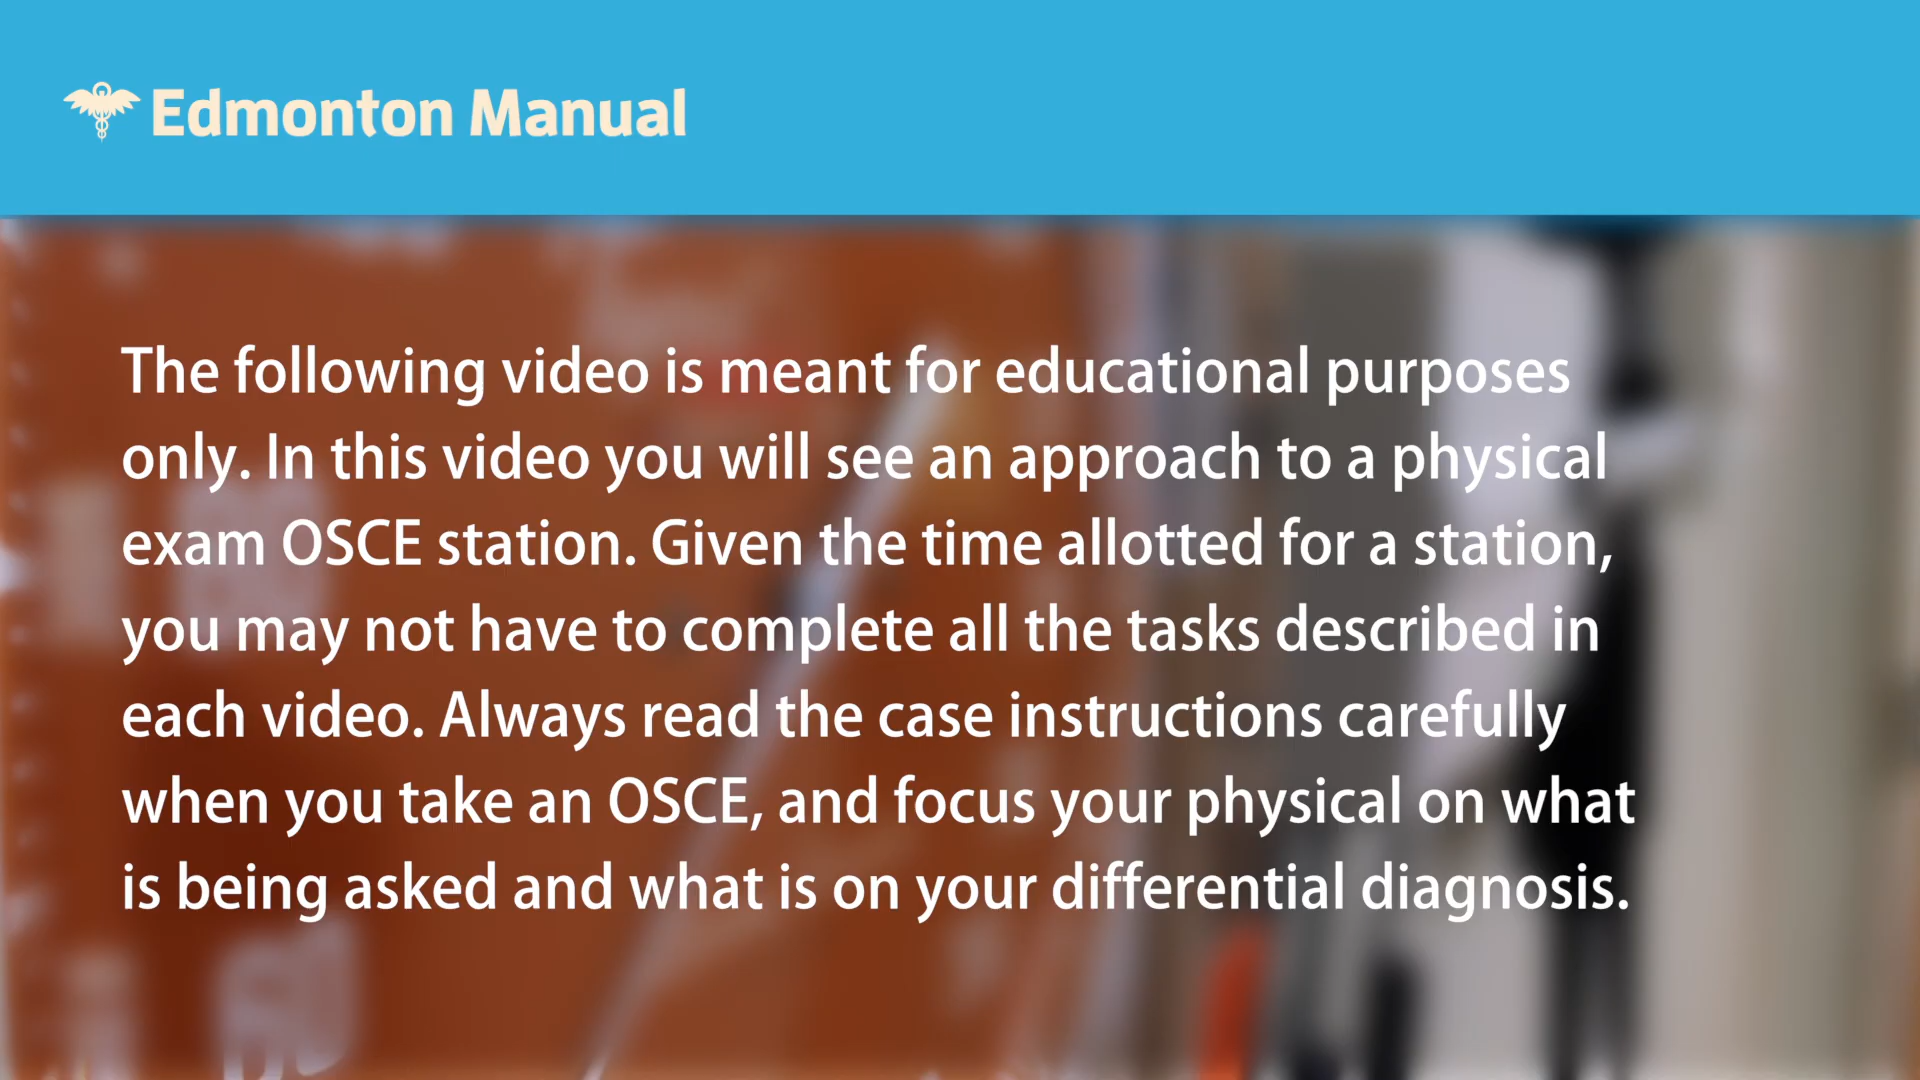 Edmonton Manual
The following video is meant for educational purposes
only. In this video you will see an approach to a physical
exam OSCE station. Given the time allotted for a station,
you may not have to complete all the tasks described in
each video. Always read the case instructions carefully
when you take an OSCE, and focus your physical on what
is being asked and what is on your differential diagnosis.